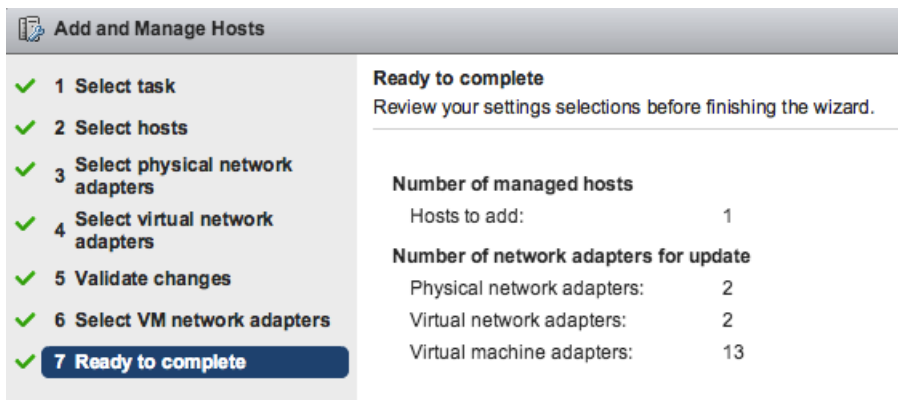 Add and Manage Hosts
1 Select task
2 Select hosts
3 Select physical network
adapters
4 Select virtual network
adapters
5 Validate changes
6 Select VM network adapters
7 Ready to complete
Ready to complete
Review your settings selections before finishing the wizard.
Number of managed hosts
Hosts to add: 1
Number of network adapters for update
Physical network adapters: 2
Virtual network adapters: 2
Virtual machine adapters: 13